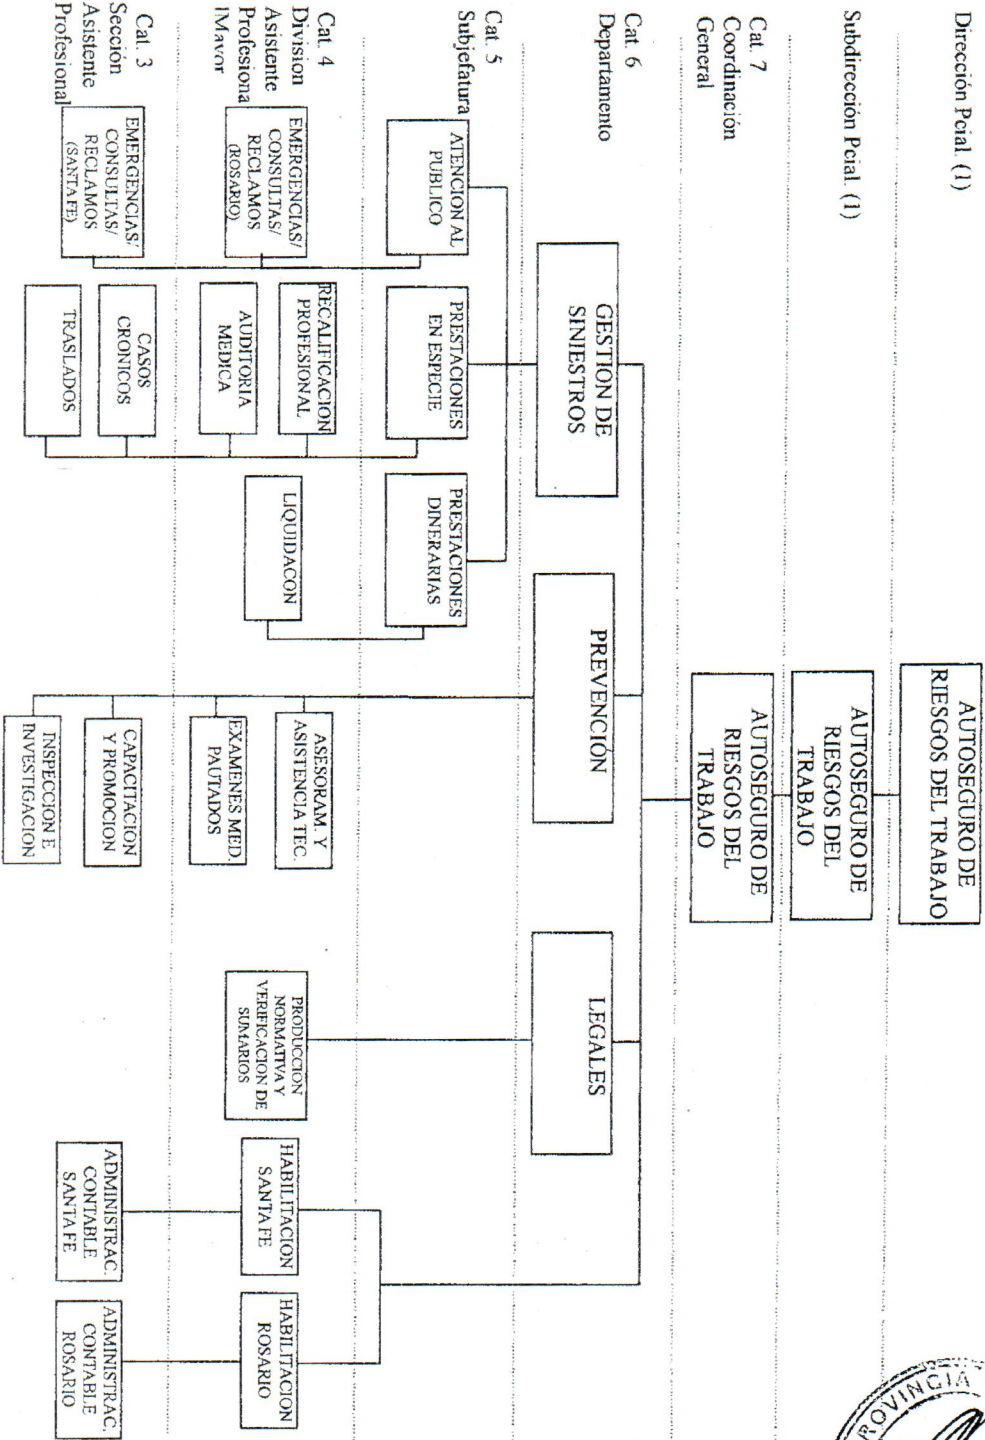 Dirección Pcial. (1)
AUTOSEGURO DE
RIESGOS DEL TRABAJO
Subdirección Pcial. (1)
AUTOSEGURO DE
RIESGOS DEL
TRABAJO
Cat. 7
Coordinación
General
AUTOSEGURO DE
RIESGOS DEL
TRABAJO
Cat. 6
Departamento
GESTION DE
SINIESTROS
PREVENCIÓN
LEGALES
Cat. 5
Subjefatura
ATENCION AL
PUBLICO
PRESTACIONES
EN ESPECIE
PRESTACIONES
DINERARIAS
Cat. 4
Division
Asistente
Profesiona
lMayor
EMERGENCIAS/
CONSULTAS/
RECLAMOS
(ROSARIO)
RECALIFICACION
PROFESIONAL
AUDITORIA
MEDICA
LIQUIDACON
ASESORAM. Y
ASISTENCIA TEC.
EXAMENES MED.
PAUTADOS
PRODUCCION
NORMATIVA Y
VERIFICACION DE
SUMARIOS
HABILITACION
SANTA FE
HABILITACION
ROSARIO
Cat. 3
Sección
Asistente
Profesional
EMERGENCIAS/
CONSULTAS/
RECLAMOS
(SANTA FE)
CASOS
CRONICOS
TRASLADOS
CAPACITACIÓN
Y PROMOCION
INSPECCION E
INVESTIGACION
ADMINISTRAC.
CONTABLE
SANTA FE
ADMINISTRAC.
CONTABLE
ROSARIO
ROVINCIA